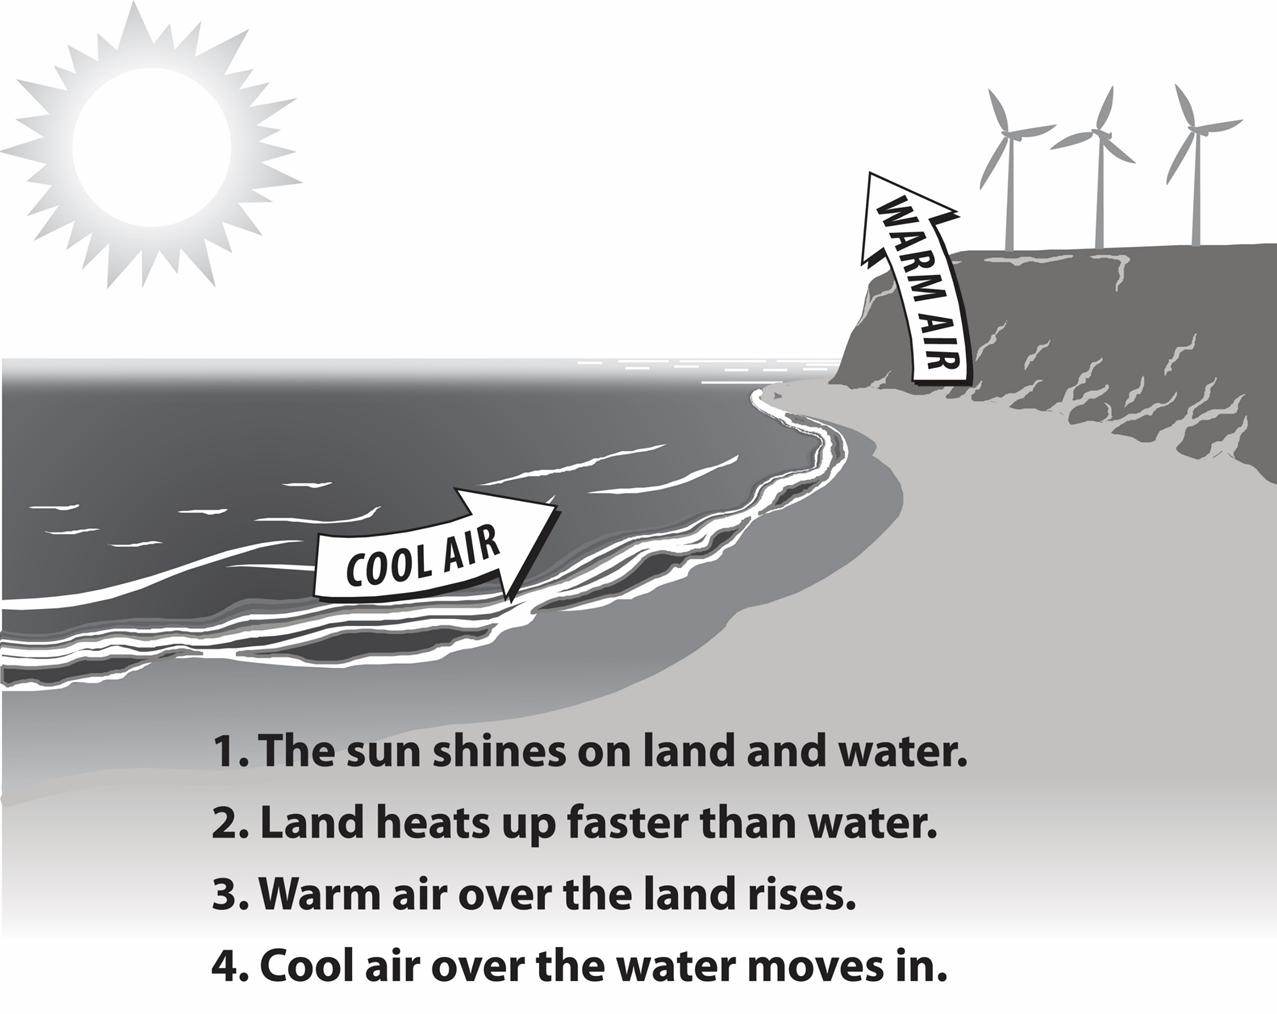 WARM AIR
COOL AIR
1. The sun shines on land and water.
2. Land heats up faster than water.
3. Warm air over the land rises.
4. Cool air over the water moves in.